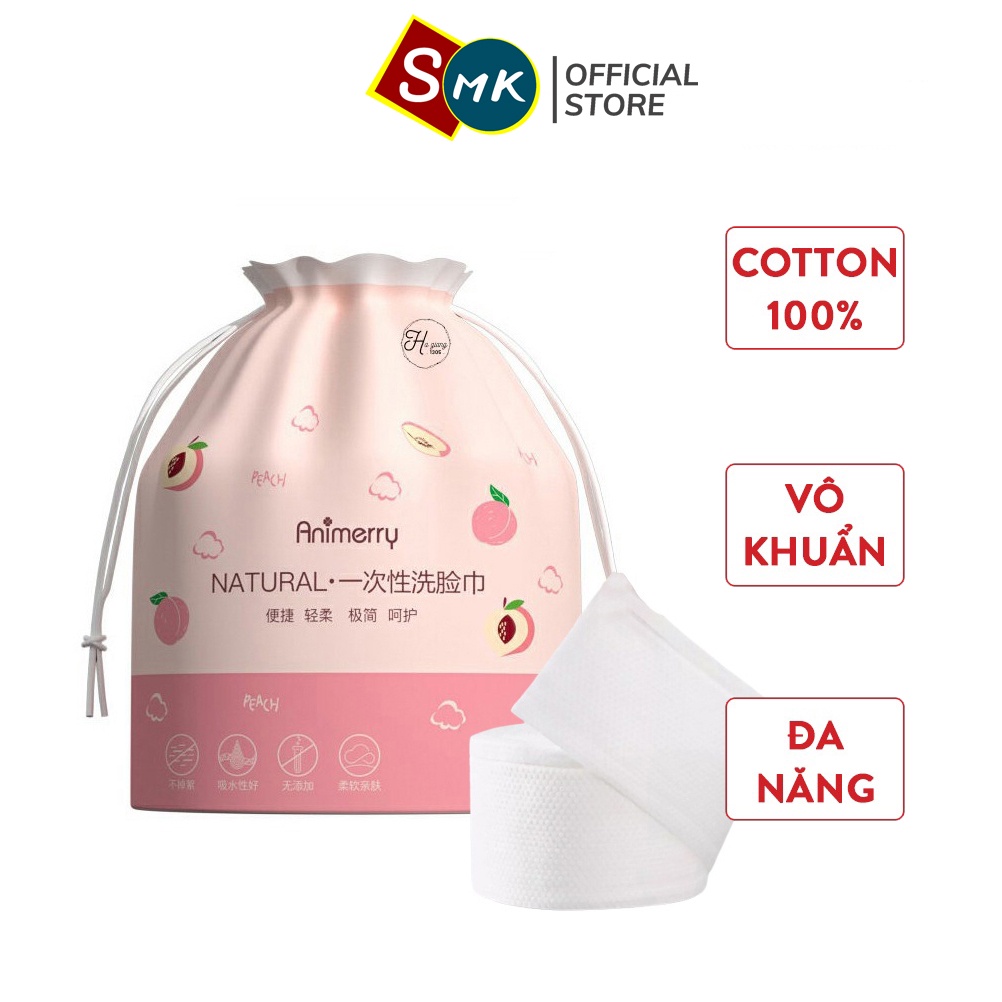 SMK
OFFICIAL
STORE
COTTON
100%
Ha giang
VÔ
KHUẨN
PEACH
Animerry
NATURAL·一次性洗脸巾
便捷 轻柔 极简 呵护
PEACH
ĐA
NĂNG
不掉絮 吸水性好 无添加 柔软亲肤